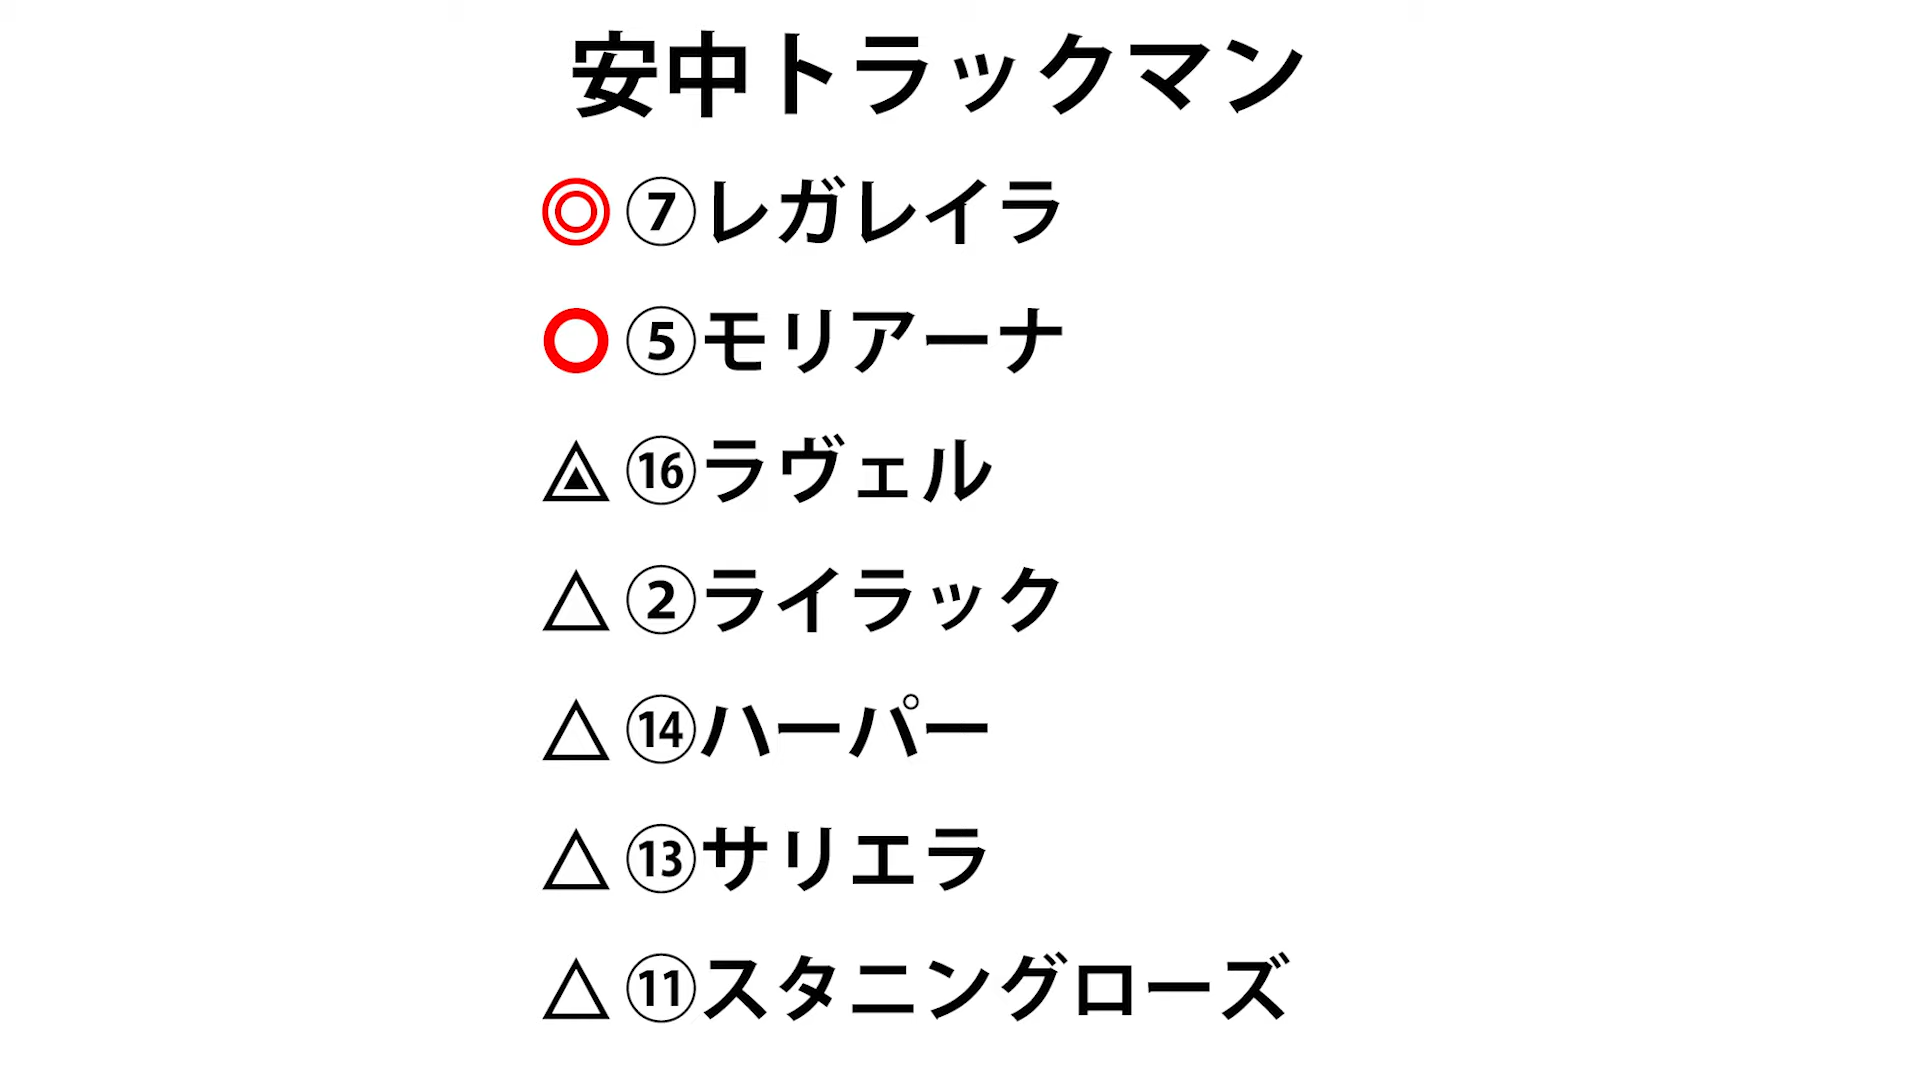 安中トラックマン
◎⑦レガレイラ
○⑤モリアーナ
▲⑯ラヴェル
△②ライラック
△⑭ハーパー
△⑬サリエラ
△⑪スタニングローズ